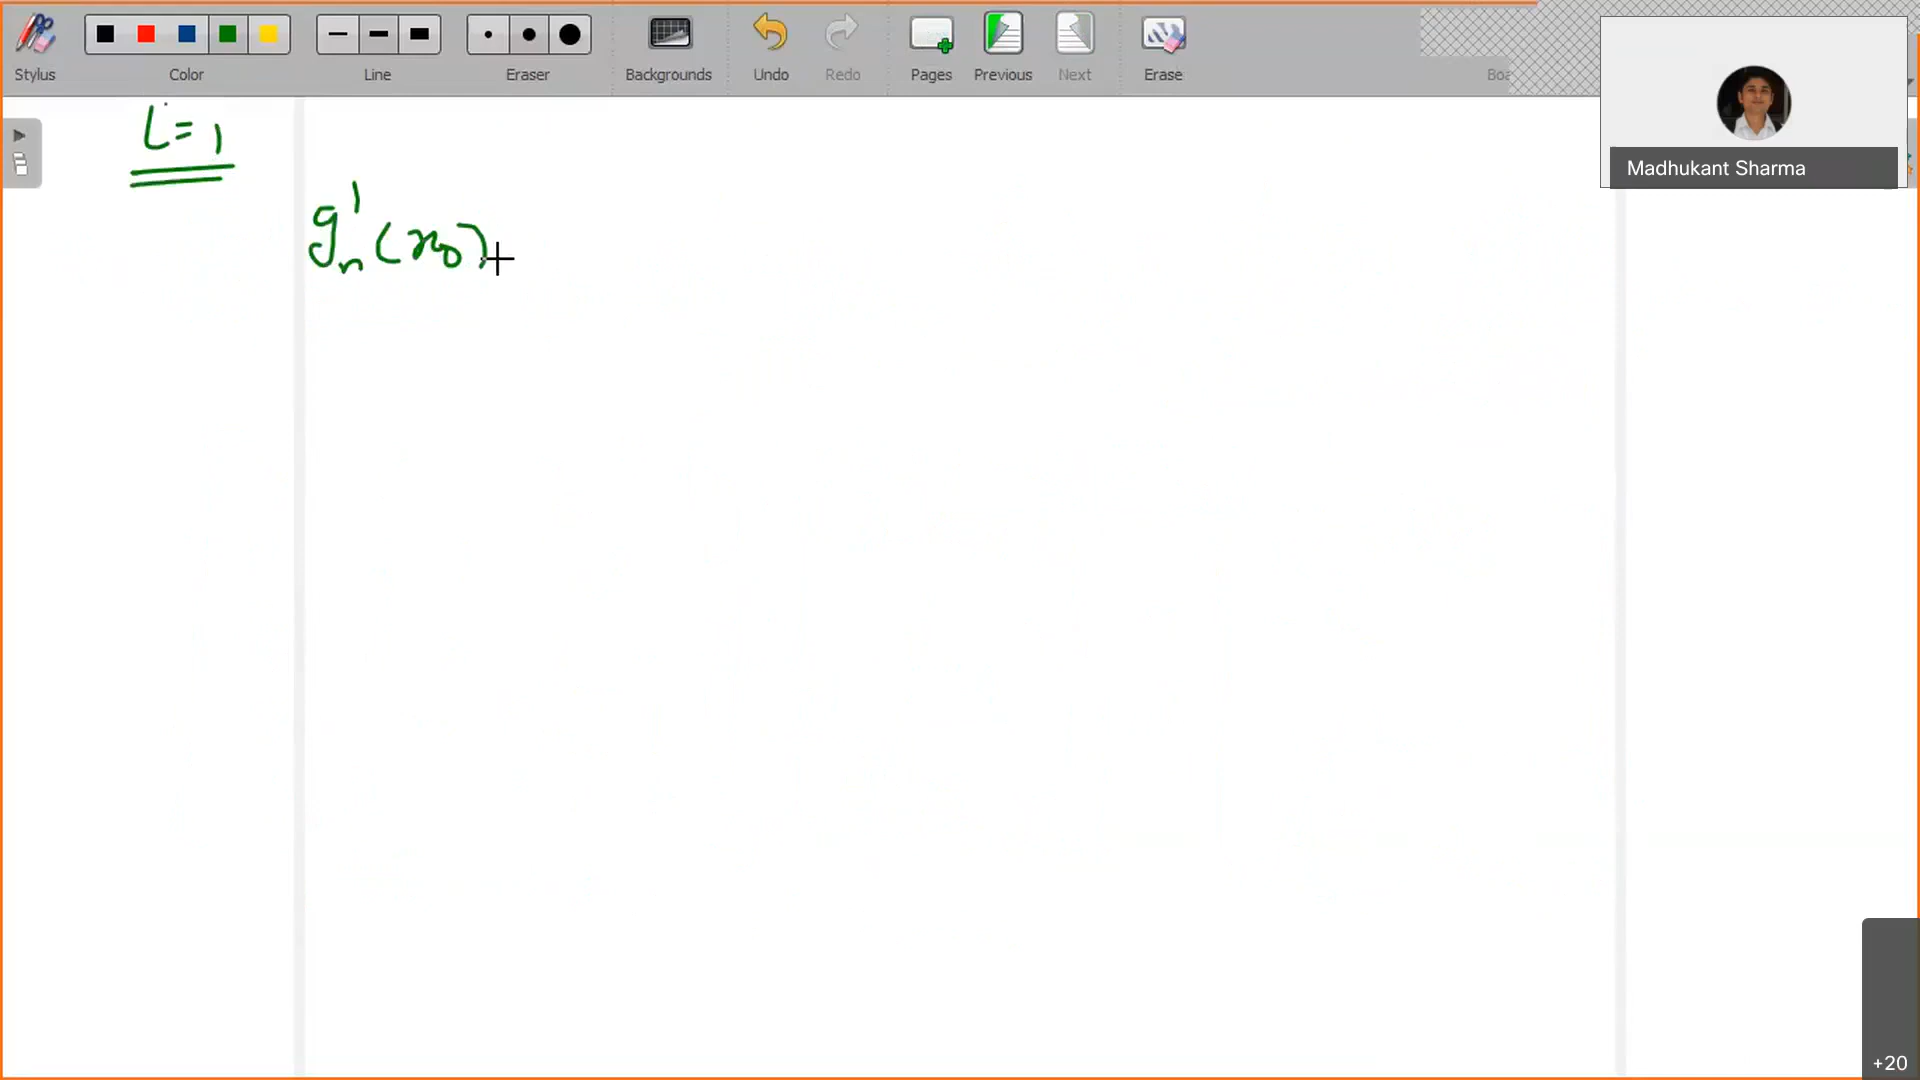 Stylus Color Line Eraser Backgrounds Undo Redo Pages Previous Next Erase
Madhukant Sharma
L = 1
g'ₙ(x₀)
+20